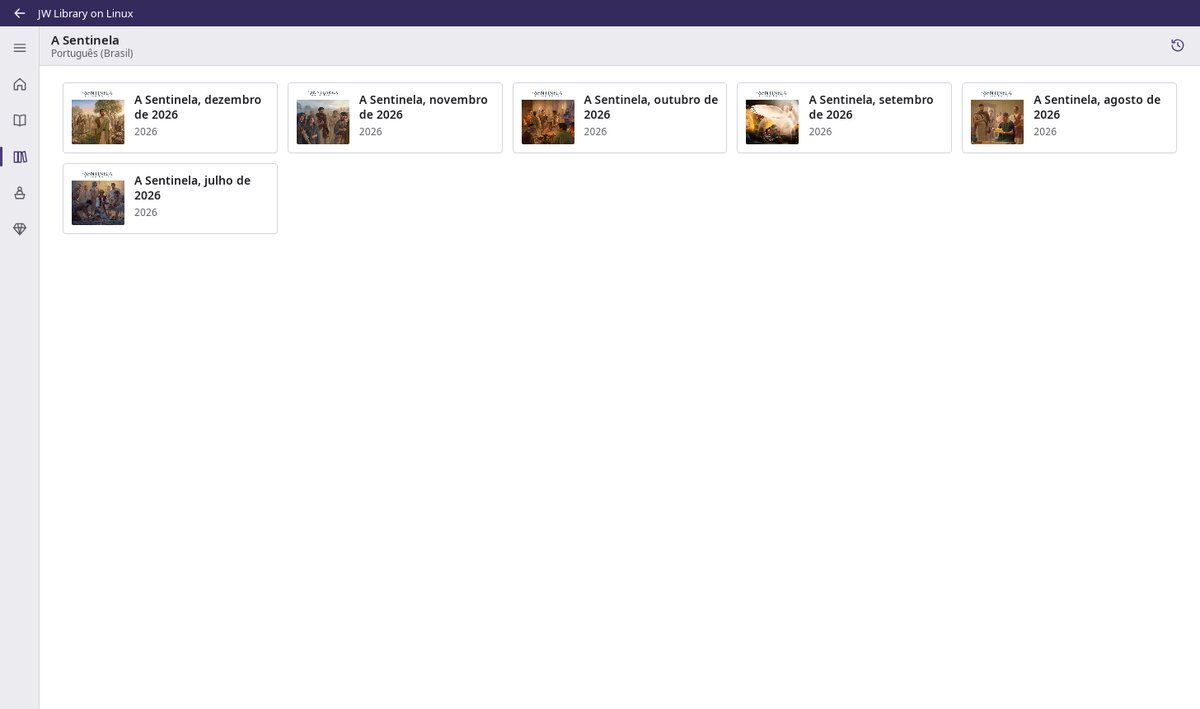 JW Library on Linux
A Sentinela
Português (Brasil)
A Sentinela, dezembro
de 2026
2026
A Sentinela, novembro
de 2026
2026
A Sentinela, outubro de
2026
2026
A Sentinela, setembro
de 2026
2026
A Sentinela, agosto de
2026
2026
A Sentinela, julho de
2026
2026